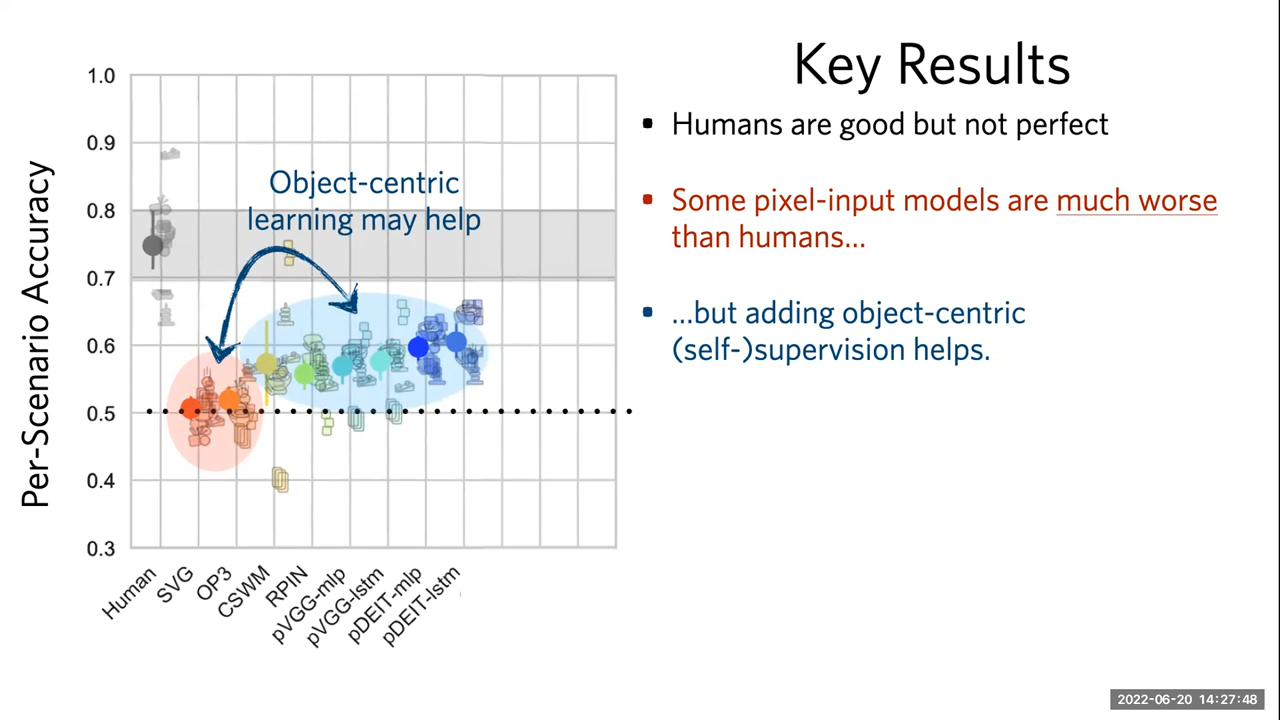 Key Results
Per-Scenario Accuracy
1.0
0.9
0.8
0.7
0.6
0.5
0.4
0.3
Object-centric
learning may help
Human
SVG
OP3
CSWM
RPIN
pVGG-mlp
pVGG-lstm
pDEIT-mlp
pDEIT-lstm
▪ Humans are good but not perfect
▪ Some pixel-input models are much worse
than humans...
▪ ...but adding object-centric
(self-)supervision helps.
2022-06-20 14:27:48